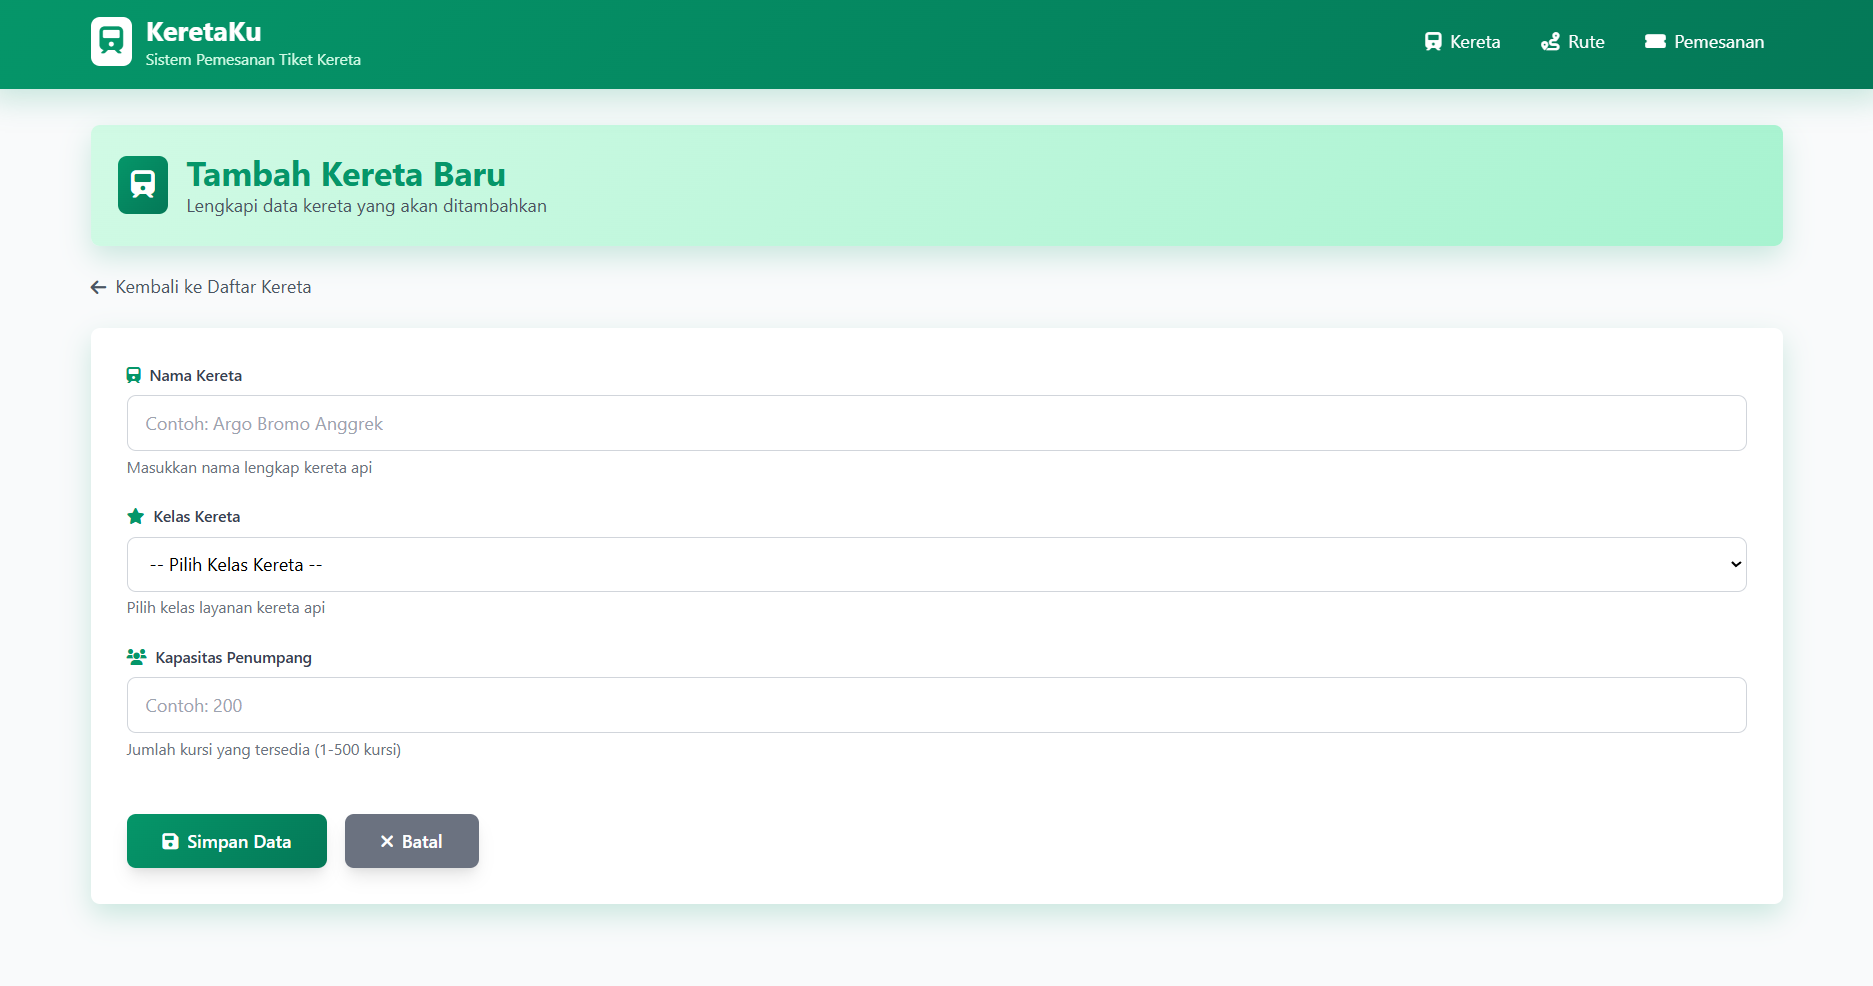 KeretaKu
Sistem Pemesanan Tiket Kereta
Kereta
Rute
Pemesanan
Tambah Kereta Baru
Lengkapi data kereta yang akan ditambahkan
Kembali ke Daftar Kereta
Nama Kereta
Contoh: Argo Bromo Anggrek
Masukkan nama lengkap kereta api
Kelas Kereta
-- Pilih Kelas Kereta --
Pilih kelas layanan kereta api
Kapasitas Penumpang
Contoh: 200
Jumlah kursi yang tersedia (1-500 kursi)
Simpan Data
Batal